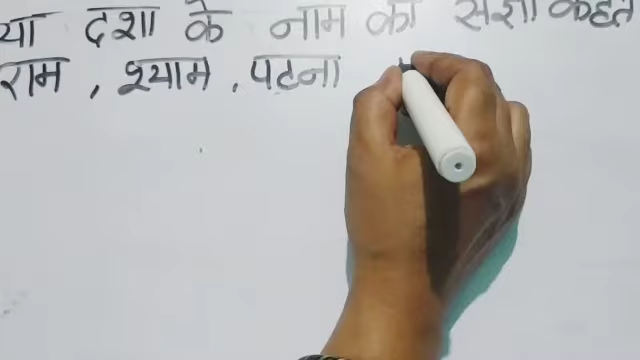 या दशा के नाम को संज्ञा कहते
राम , श्याम , पटना